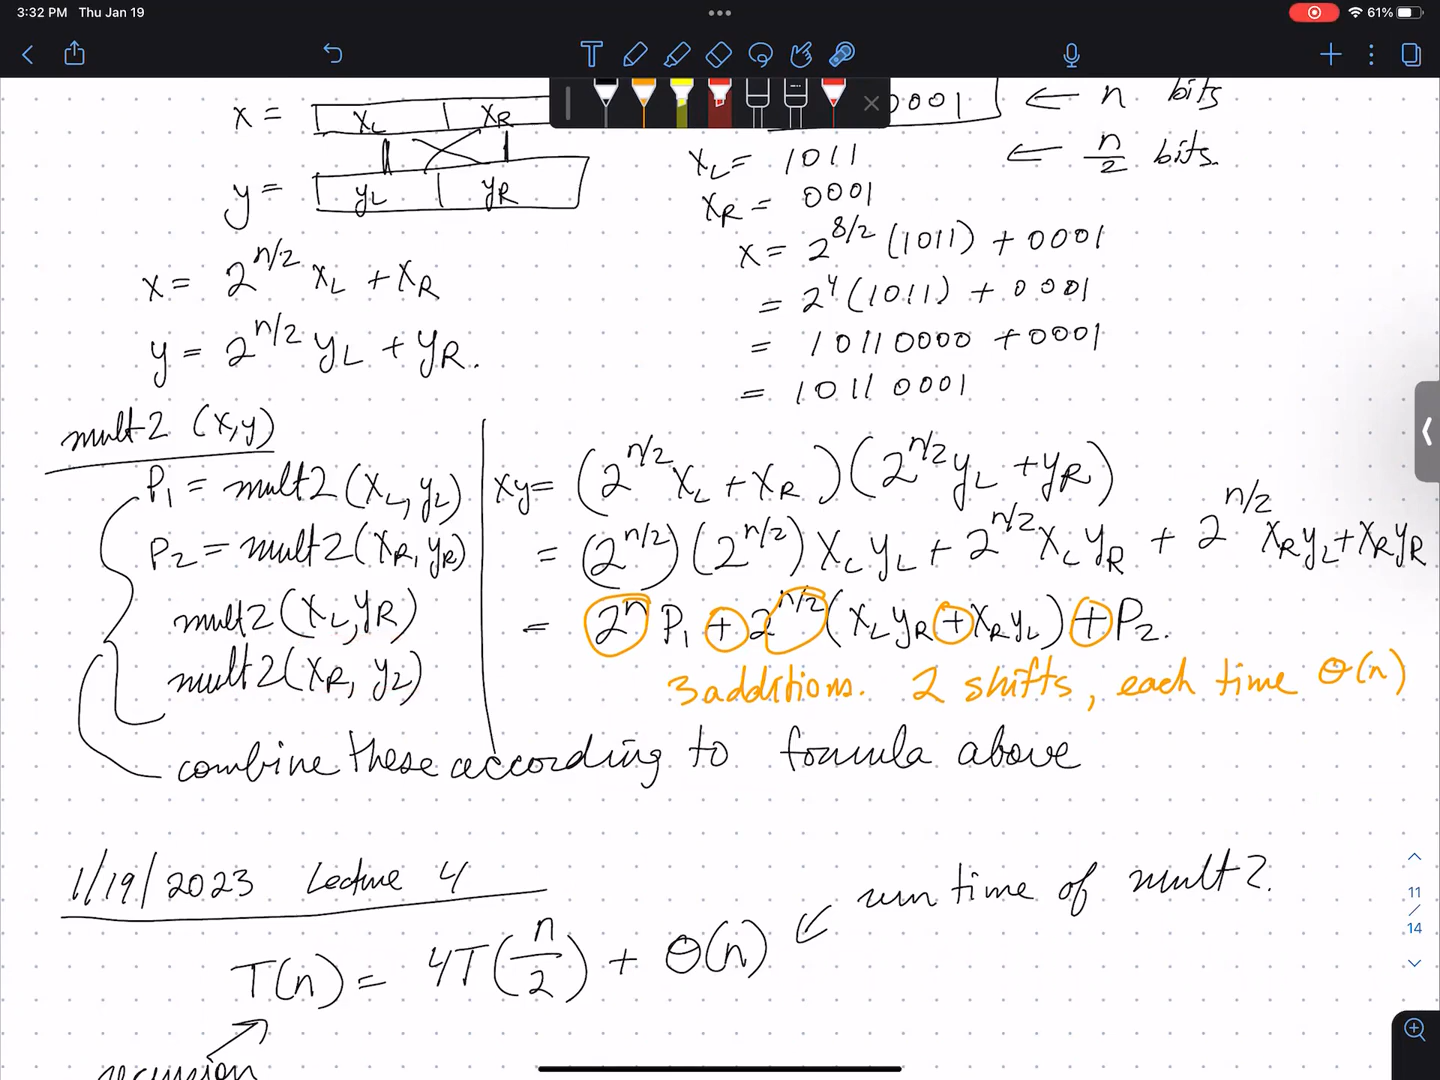 3:32 PM Thu Jan 19
61%
x = xL xR
0001 ← n bits
y = yL yR
xL = 1011 ← n/2 bits.
xR = 0001
x = 2^n/2 xL + xR
y = 2^n/2 yL + yR.
x = 2^8/2 (1011) + 0001
= 2^4 (1011) + 0001
= 10110000 + 0001
= 10110001
mult2 (x,y)
P1 = mult2 (xL, yL)
P2 = mult2 (xR, yR)
mult2 (xL, yR)
mult2 (xR, yL)
xy = (2^n/2 xL + xR) (2^n/2 yL + yR)
= (2^n/2) (2^n/2) xL yL + 2^n/2 xL yR + 2^n/2 xR yL + xR yR
= 2^n P1 + 2^n/2 (xL yR + xR yL) + P2.
3 additions. 2 shifts, each time Θ(n)
combine these according to formula above
1/19/2023 Lecture 4
T(n) = 4T(n/2) + Θ(n) ← run time of mult2.
recursion
11
/
14